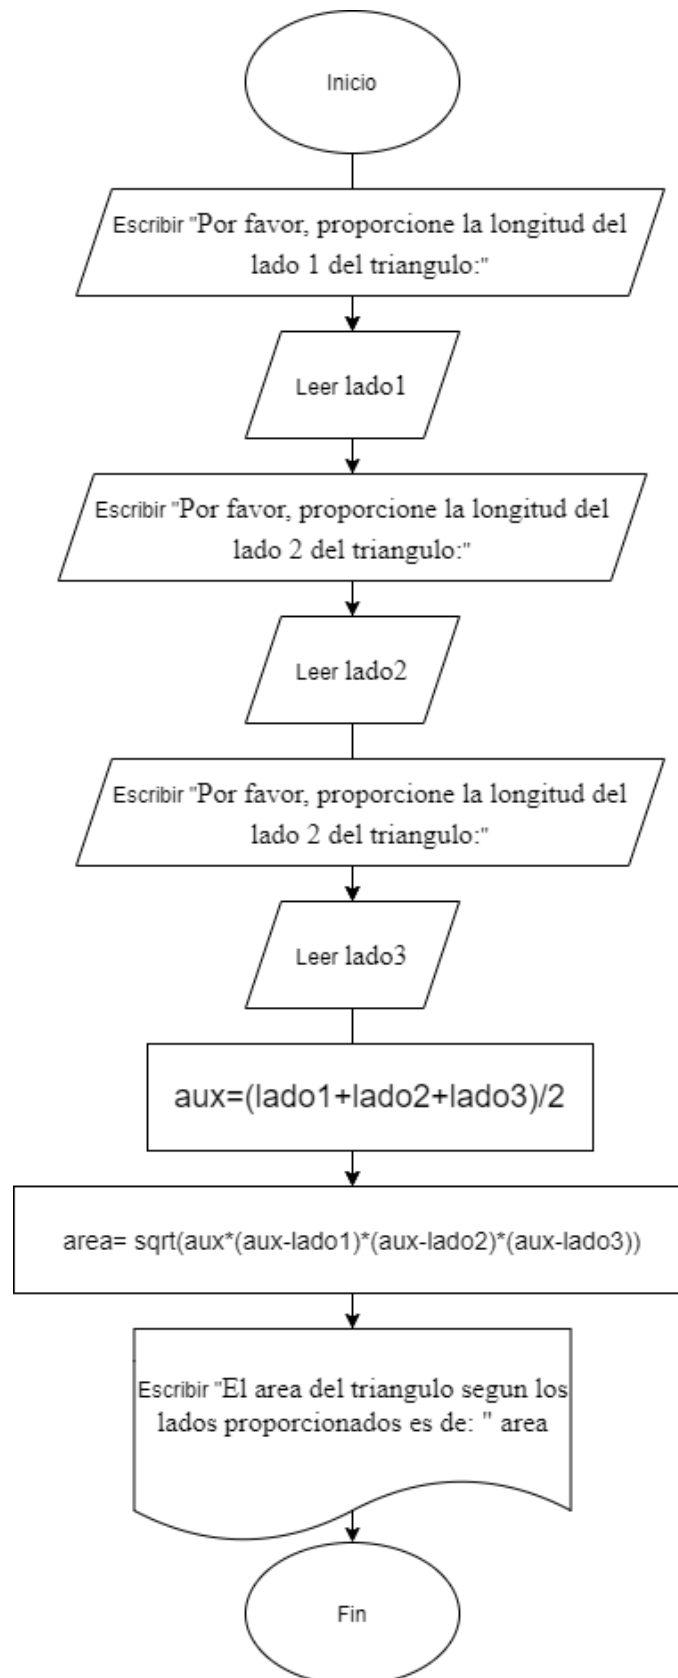 Inicio
Escribir "Por favor, proporcione la longitud del
lado 1 del triangulo:"
Leer lado1
Escribir "Por favor, proporcione la longitud del
lado 2 del triangulo:"
Leer lado2
Escribir "Por favor, proporcione la longitud del
lado 2 del triangulo:"
Leer lado3
aux=(lado1+lado2+lado3)/2
area= sqrt(aux*(aux-lado1)*(aux-lado2)*(aux-lado3))
Escribir "El area del triangulo segun los
lados proporcionados es de: " area
Fin